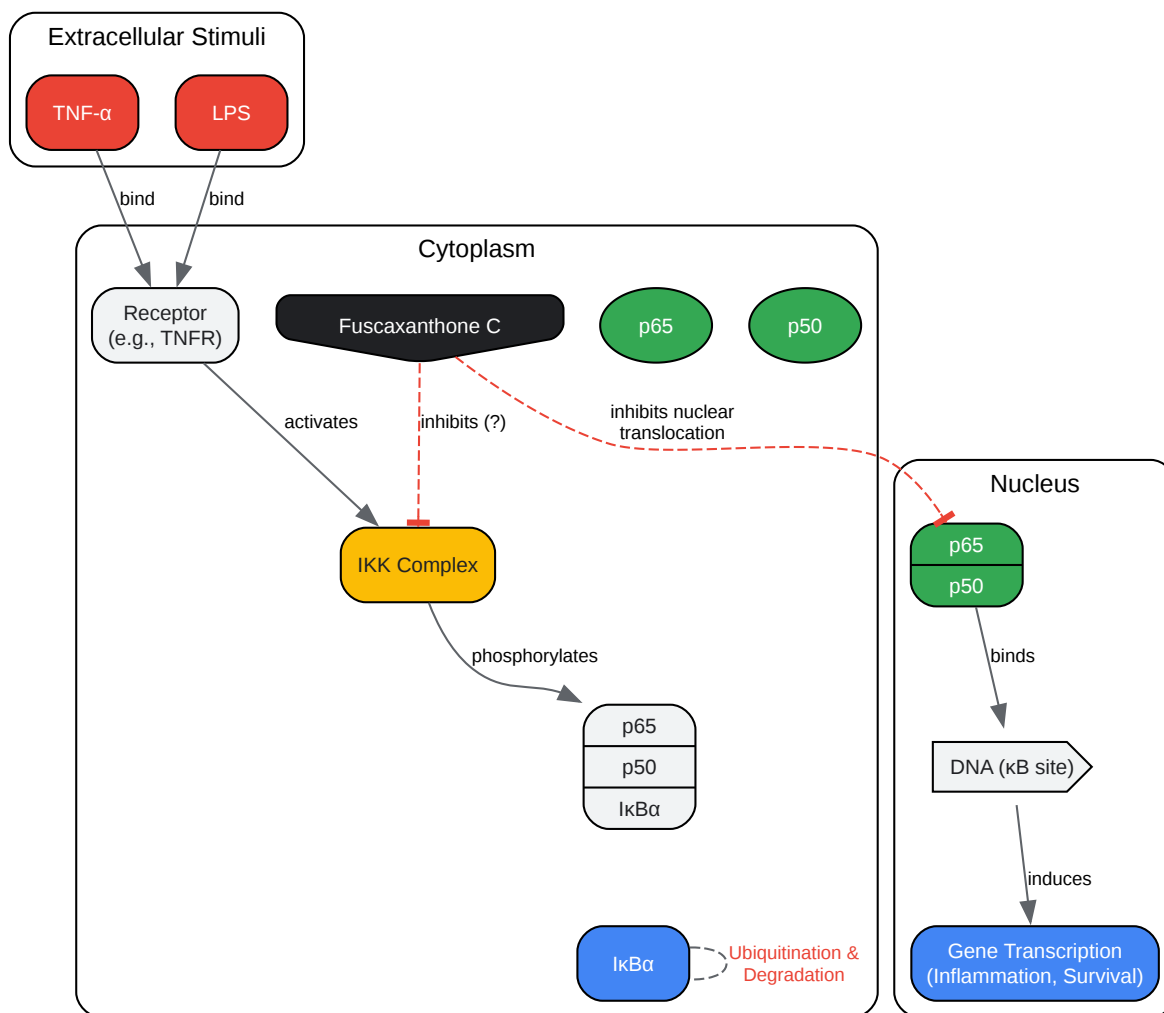 Extracellular Stimuli
TNF-α
LPS
bind
bind
Cytoplasm
Receptor
(e.g., TNFR)
Fuscaxanthone C
p65
p50
activates
inhibits (?)
inhibits nuclear
translocation
Nucleus
IKK Complex
p65
p50
phosphorylates
binds
p65
p50
IκBα
DNA (κB site)
induces
IκBα
Ubiquitination &
Degradation
Gene Transcription
(Inflammation, Survival)